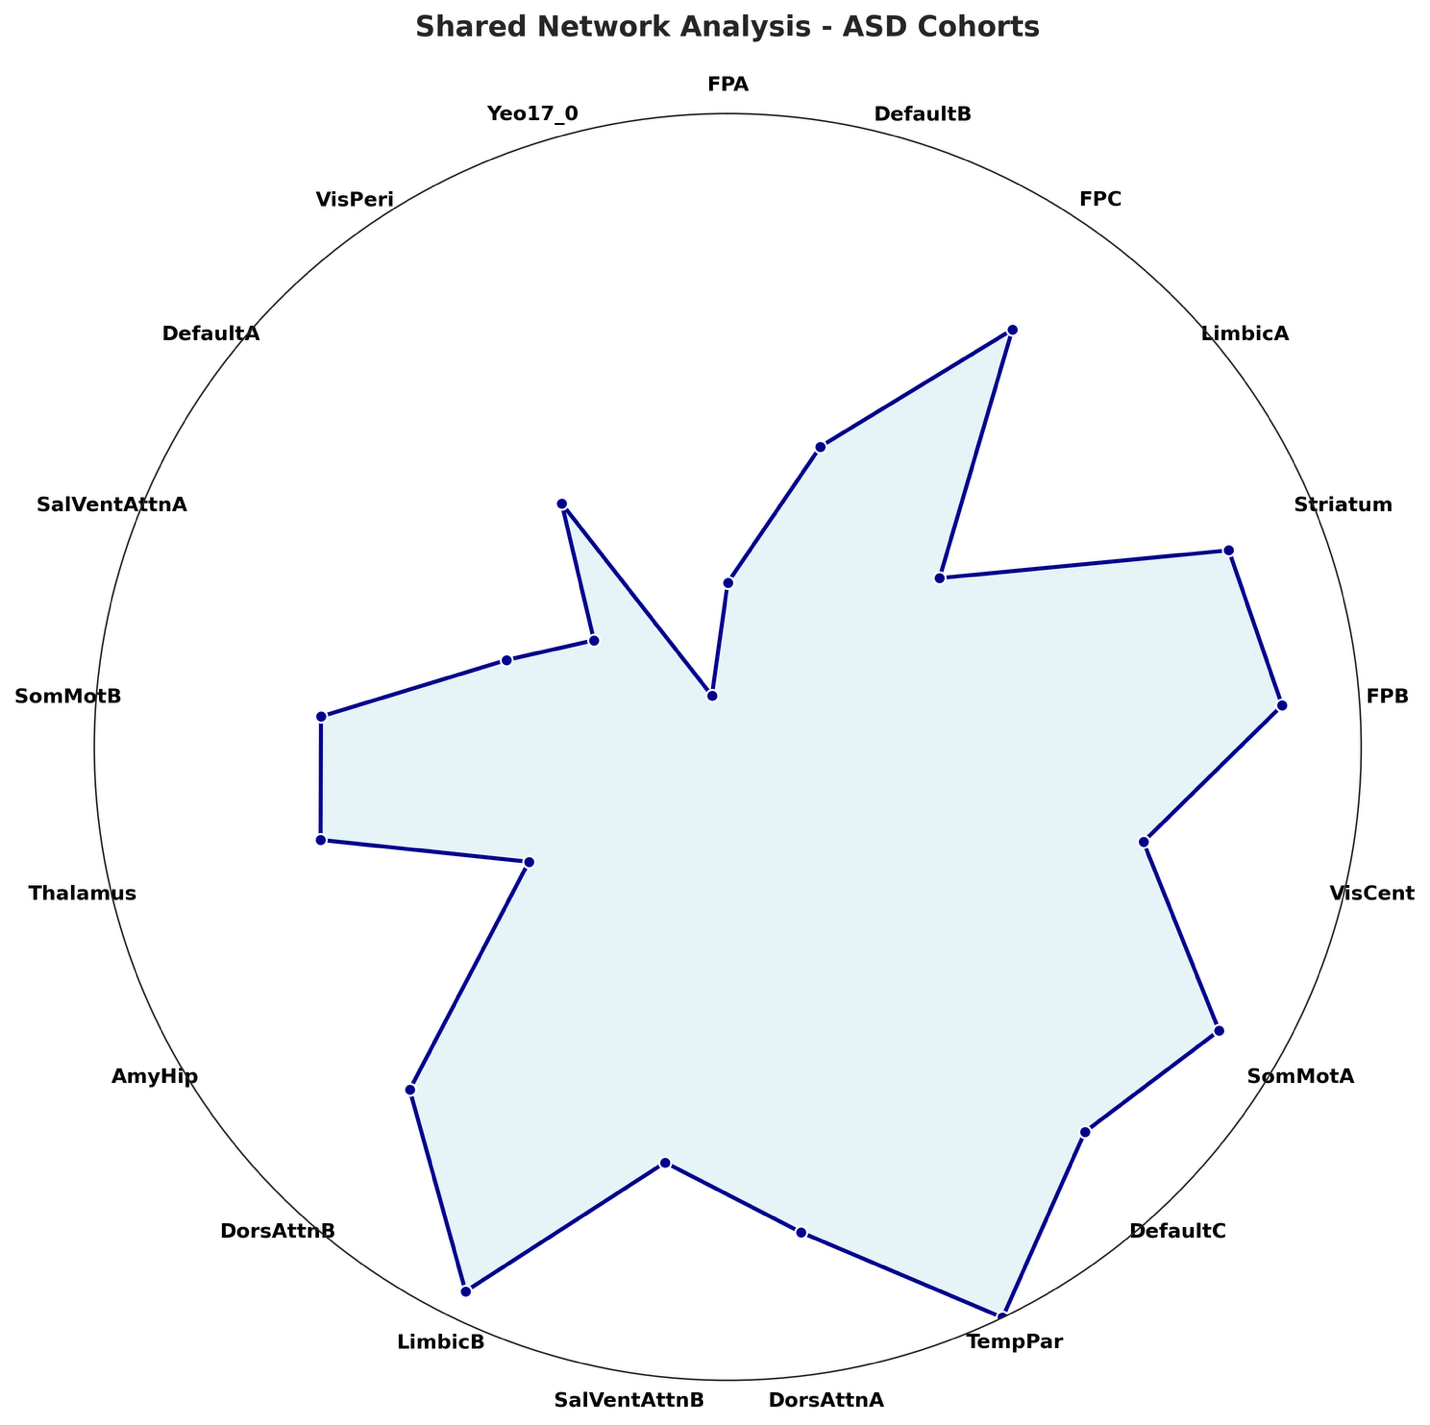 Shared Network Analysis - ASD Cohorts
FPA
Yeo17_0
DefaultB
VisPeri
FPC
DefaultA
LimbicA
SalVentAttnA
Striatum
SomMotB
FPB
Thalamus
VisCent
AmyHip
SomMotA
DorsAttnB
DefaultC
LimbicB
TempPar
SalVentAttnB
DorsAttnA